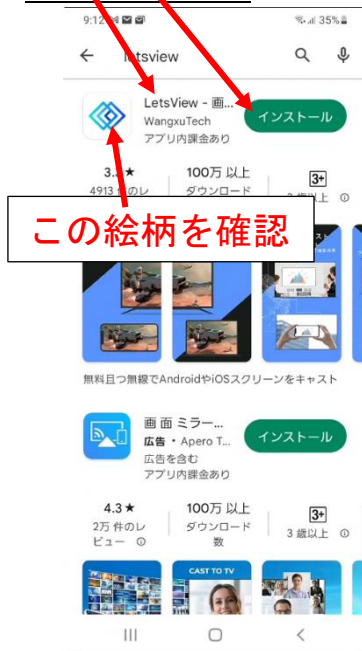 9:12
35%
letsview
LetsView - 画...
WangxuTech
アプリ内課金あり
インストール
100万 以上
3+
4913 件のレ
ダウンロード
この絵柄を確認
無料且つ無線でAndroidやiOSスクリーンをキャスト
画面ミラー...
広告・Apero T...
広告を含む
アプリ内課金あり
インストール
4.3★
100万 以上
3+
2万 件のレ
ビュー
ダウンロード
数
3 歳以上
CAST TO TV